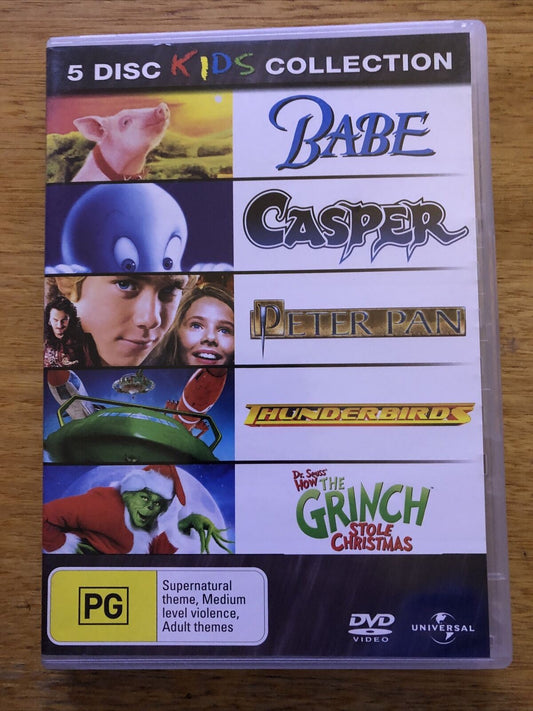 5 DISC KIDS COLLECTION
BABE
CASPER
PETER PAN
THUNDERBIRDS
Dr. Seuss'
HOW THE
GRINCH
STOLE
CHRISTMAS
PG
Supernatural
theme, Medium
level violence,
Adult themes
DVD
VIDEO
UNIVERSAL